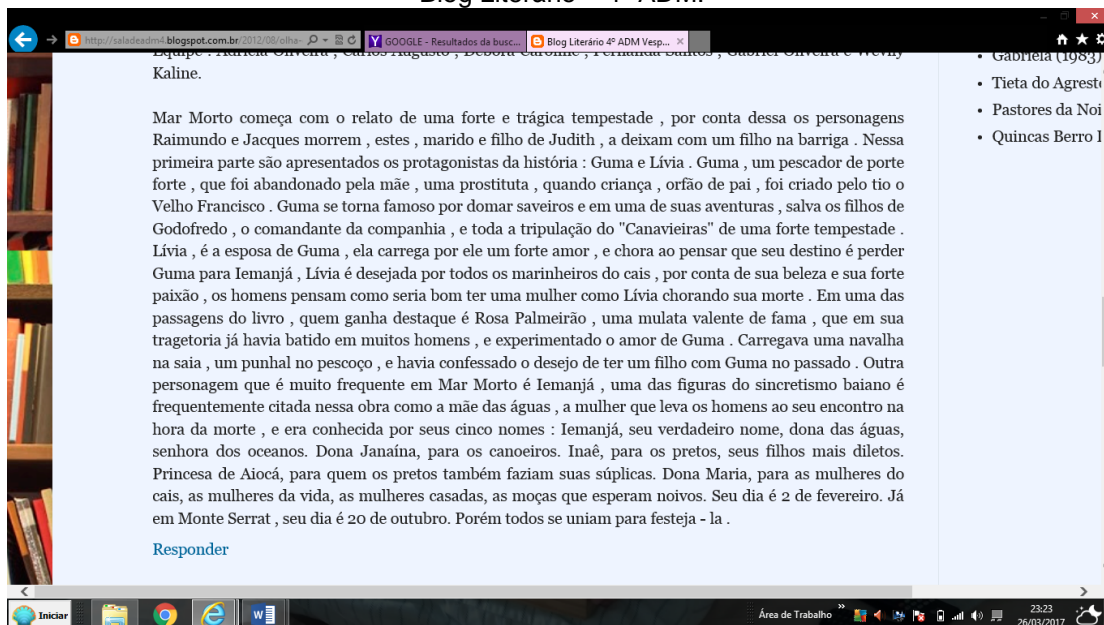 Blog Literário – 4º ADM.
http://saladeadm4.blogspot.com.br/2012/08/olha-
GOOGLE - Resultados da busc...
Blog Literário 4º ADM Vesp...
Kaline.
Mar Morto começa com o relato de uma forte e trágica tempestade , por conta dessa os personagens
Raimundo e Jacques morrem , estes , marido e filho de Judith , a deixam com um filho na barriga . Nessa
primeira parte são apresentados os protagonistas da história : Guma e Lívia . Guma , um pescador de porte
forte , que foi abandonado pela mãe , uma prostituta , quando criança , orfão de pai , foi criado pelo tio o
Velho Francisco . Guma se torna famoso por domar saveiros e em uma de suas aventuras , salva os filhos de
Godofredo , o comandante da companhia , e toda a tripulação do "Canavieiras" de uma forte tempestade .
Lívia , é a esposa de Guma , ela carrega por ele um forte amor , e chora ao pensar que seu destino é perder
Guma para Iemanjá , Lívia é desejada por todos os marinheiros do cais , por conta de sua beleza e sua forte
paixão , os homens pensam como seria bom ter uma mulher como Lívia chorando sua morte . Em uma das
passagens do livro , quem ganha destaque é Rosa Palmeirão , uma mulata valente de fama , que em sua
tragetoria já havia batido em muitos homens , e experimentado o amor de Guma . Carregava uma navalha
na saia , um punhal no pescoço , e havia confessado o desejo de ter um filho com Guma no passado . Outra
personagem que é muito frequente em Mar Morto é Iemanjá , uma das figuras do sincretismo baiano é
frequentemente citada nessa obra como a mãe das águas , a mulher que leva os homens ao seu encontro na
hora da morte , e era conhecida por seus cinco nomes : Iemanjá, seu verdadeiro nome, dona das águas,
senhora dos oceanos. Dona Janaína, para os canoeiros. Inaê, para os pretos, seus filhos mais diletos.
Princesa de Aiocá, para quem os pretos também faziam suas súplicas. Dona Maria, para as mulheres do
cais, as mulheres da vida, as mulheres casadas, as moças que esperam noivos. Seu dia é 2 de fevereiro. Já
em Monte Serrat , seu dia é 20 de outubro. Porém todos se uniam para festeja - la .
Responder
Gabriela (1983)
Tieta do Agreste
Pastores da Noi
Quincas Berro
Iniciar
Área de Trabalho
23:23
26/03/2017